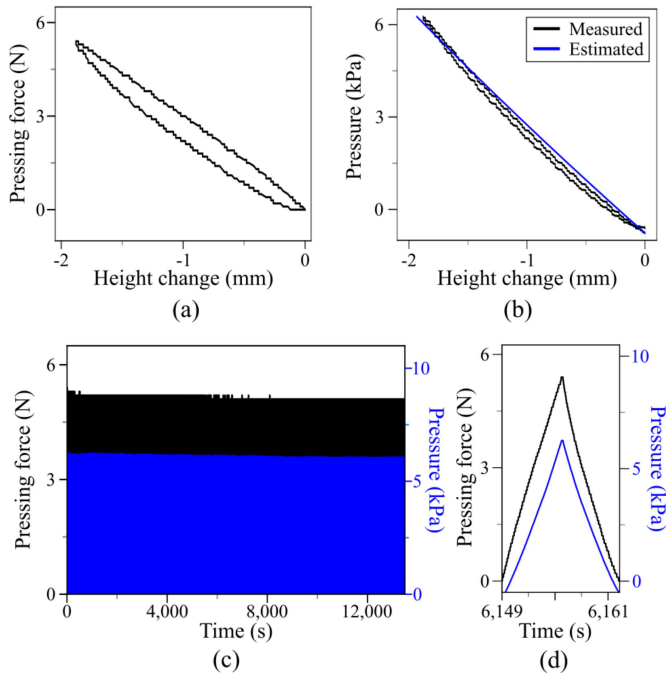 6
3
0
Pressing force (N)
-2
-1
0
Height change (mm)
(a)
6
3
0
Pressure (kPa)
Measured
Estimated
-2
-1
0
Height change (mm)
(b)
6
3
0
Pressing force (N)
10
5
0
Pressure (kPa)
0
4,000
8,000
12,000
Time (s)
(c)
6
3
0
Pressing force (N)
10
5
0
Pressure (kPa)
6,149
6,161
Time (s)
(d)